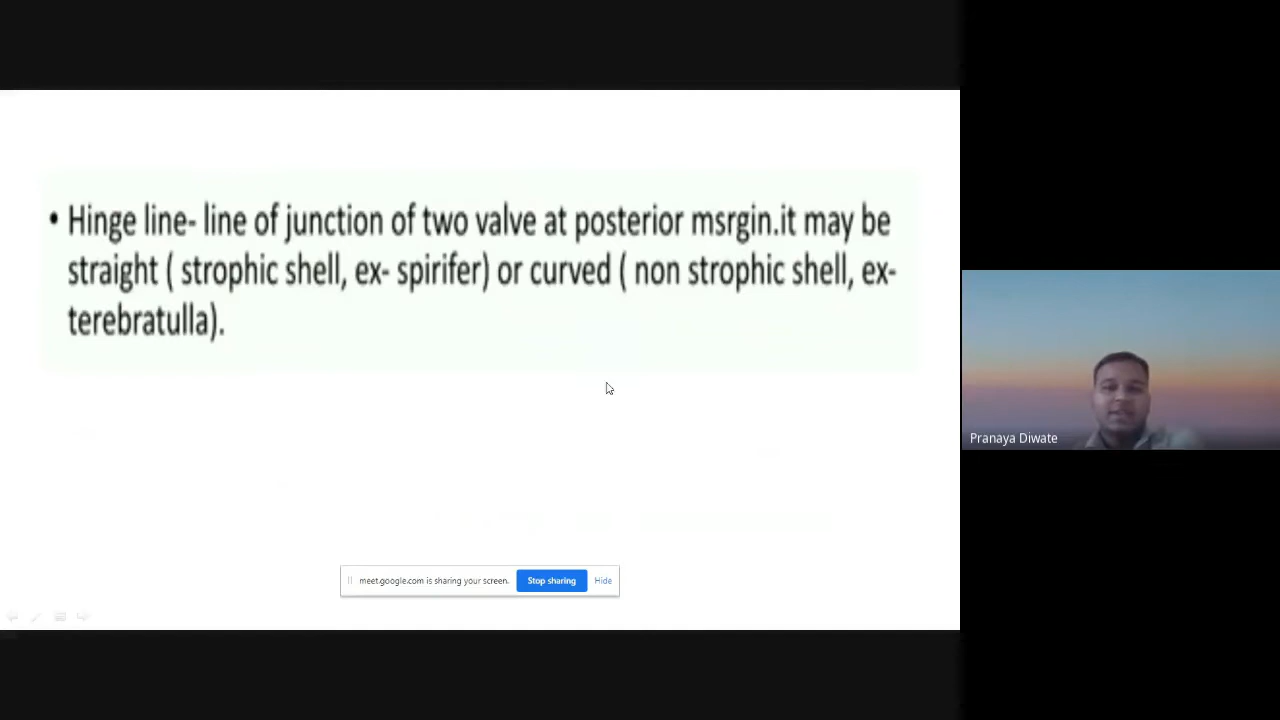 • Hinge line- line of junction of two valve at posterior msrgin.it may be
straight ( strophic shell, ex- spirifer) or curved ( non strophic shell, ex-
terebratulla).
Pranaya Diwate
meet.google.com is sharing your screen. Stop sharing Hide